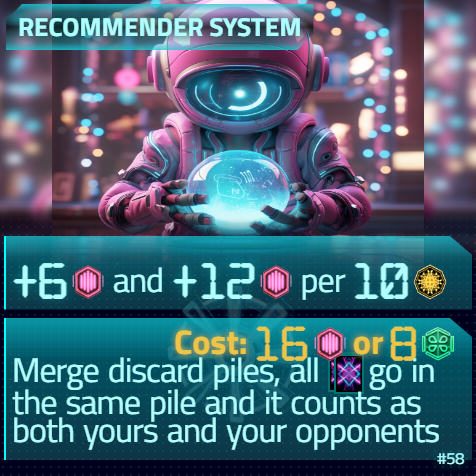 RECOMMENDER SYSTEM
+6 and +12 per 10
Cost: 16 or 8
Merge discard piles, all go in
the same pile and it counts as
both yours and your opponents
#58